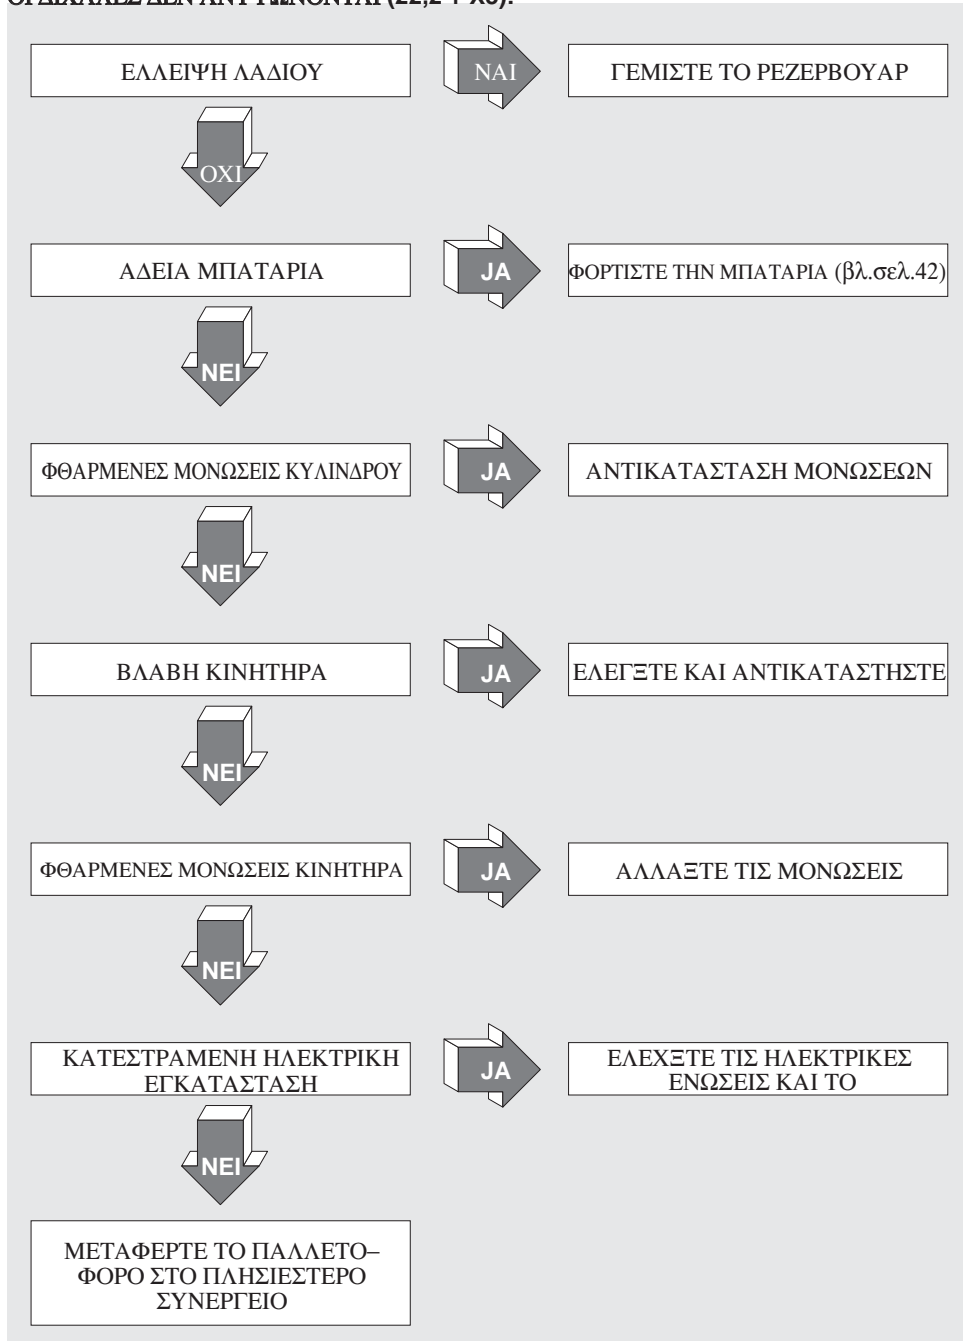 (22,2 + X3).
ΕΛΛΕΙΨΗ ΛΑΔΙΟΥ
ΝΑΙ
ΓΕΜΙΣΤΕ ΤΟ ΡΕΖΕΡΒΟΥΑΡ
ΟΧΙ
ΑΔΕΙΑ ΜΠΑΤΑΡΙΑ
JA
ΦΟΡΤΙΣΤΕ ΤΗΝ ΜΠΑΤΑΡΙΑ (βλ.σελ.42)
NEI
ΦΘΑΡΜΕΝΕΣ ΜΟΝΩΣΕΙΣ ΚΥΛΙΝΔΡΟΥ
JA
ΑΝΤΙΚΑΤΑΣΤΑΣΗ ΜΟΝΩΣΕΩΝ
NEI
ΒΛΑΒΗ ΚΙΝΗΤΗΡΑ
JA
ΕΛΕΓΞΤΕ ΚΑΙ ΑΝΤΙΚΑΤΑΣΤΗΣΤΕ
NEI
ΦΘΑΡΜΕΝΕΣ ΜΟΝΩΣΕΙΣ ΚΙΝΗΤΗΡΑ
JA
ΑΛΛΑΞΤΕ ΤΙΣ ΜΟΝΩΣΕΙΣ
NEI
ΚΑΤΕΣΤΡΑΜΕΝΗ ΗΛΕΚΤΡΙΚΗ
ΕΓΚΑΤΑΣΤΑΣΗ
JA
ΕΛΕΧΞΤΕ ΤΙΣ ΗΛΕΚΤΡΙΚΕΣ
ΕΝΩΣΕΙΣ ΚΑΙ ΤΟ
NEI
ΜΕΤΑΦΕΡΤΕ ΤΟ ΠΑΛΛΕΤΟ–
ΦΟΡΟ ΣΤΟ ΠΛΗΣΙΕΣΤΕΡΟ
ΣΥΝΕΡΓΕΙΟ